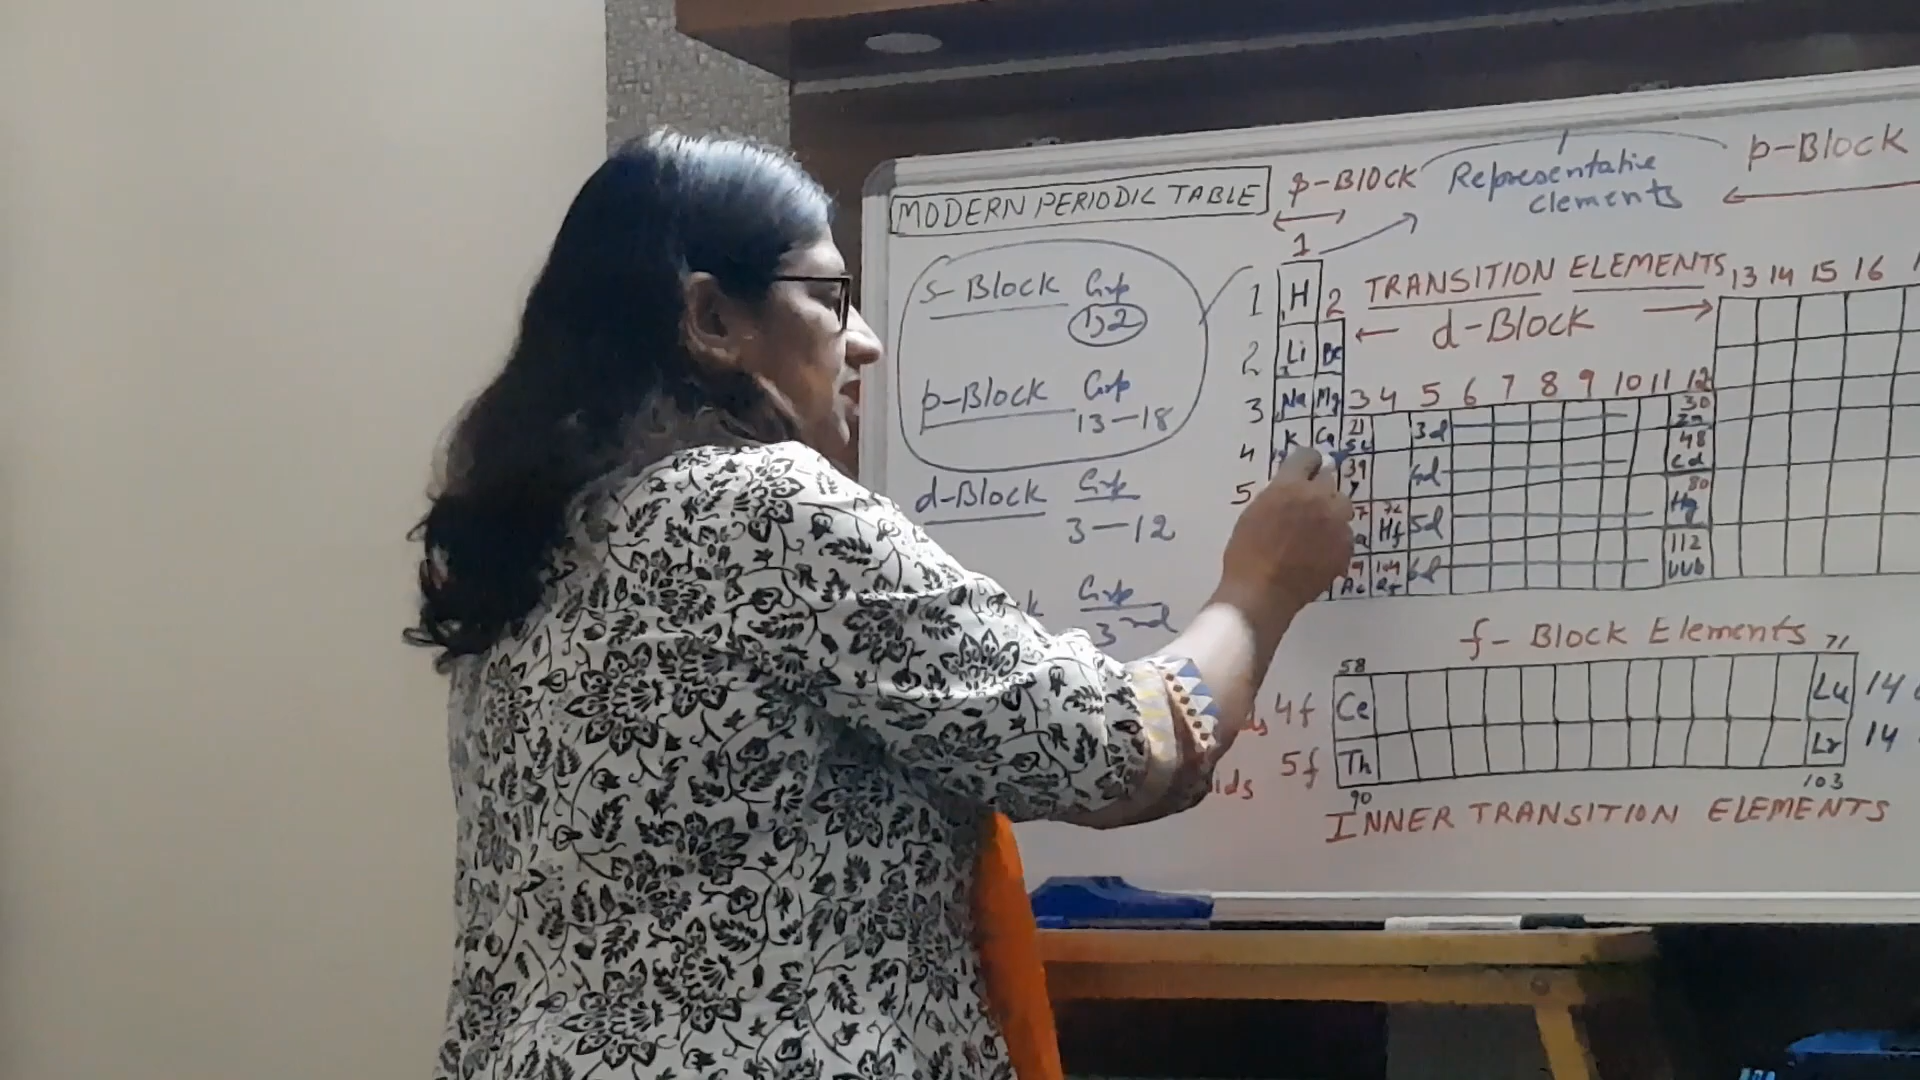 MODERN PERIODIC TABLE
s-BLOCK
Representative
elements
p-BLOCK
s-BLOCK Grp
1,2
p-BLOCK Grp
13-18
d-BLOCK Grp
3-12
Grp
3rd
1
TRANSITION ELEMENTS
d-BLOCK
13 14 15 16
1 H 2
2 Li Be
3 Na Mg 3 4 5 6 7 8 9 10 11 12
4 K Ca 21 Sc 3d 30 Zn
5 39 Y 4d 48 Cd
72 Hf 5d 80 Hg
Ac 104 Rf 6d 112 Uub
f-Block Elements
58 71
4f Ce Lu 14
5f Th Lr 14
90 103
INNER TRANSITION ELEMENTS